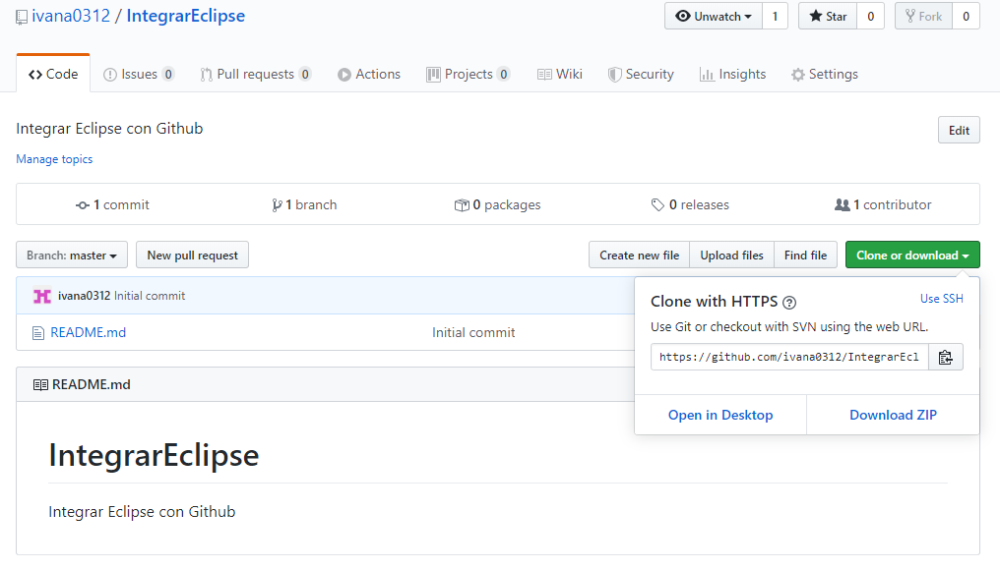 ivana0312 / IntegrarEclipse
Unwatch 1 Star 0 Fork 0
Code Issues 0 Pull requests 0 Actions Projects 0 Wiki Security Insights Settings
Integrar Eclipse con Github
Edit
Manage topics
1 commit 1 branch 0 packages 0 releases 1 contributor
Branch: master New pull request Create new file Upload files Find file Clone or download
ivana0312 Initial commit
README.md Initial commit
Clone with HTTPS ? Use SSH
Use Git or checkout with SVN using the web URL.
https://github.com/ivana0312/IntegrarEcl
Open in Desktop Download ZIP
README.md
IntegrarEclipse
Integrar Eclipse con Github